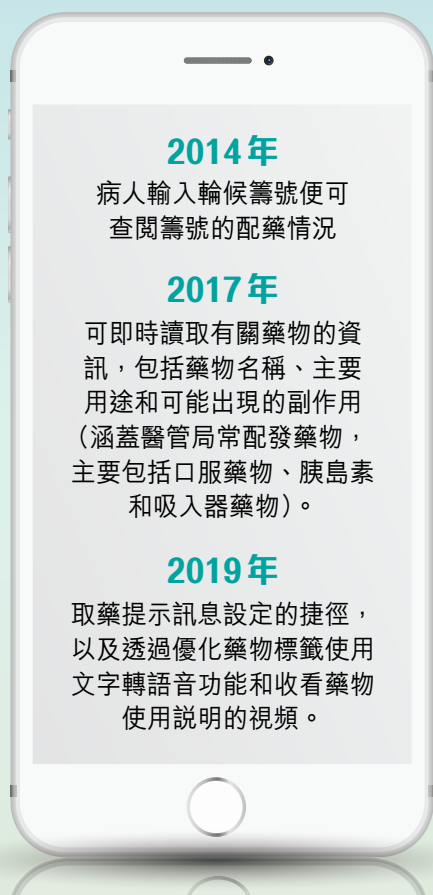 2014年
病人輸入輪候籌號便可
查閱籌號的配藥情況
2017年
可即時讀取有關藥物的資
訊，包括藥物名稱、主要
用途和可能出現的副作用
（涵蓋醫管局常配發藥物，
主要包括口服藥物、胰島素
和吸入器藥物）。
2019年
取藥提示訊息設定的捷徑，
以及透過優化藥物標籤使用
文字轉語音功能和收看藥物
使用説明的視頻。